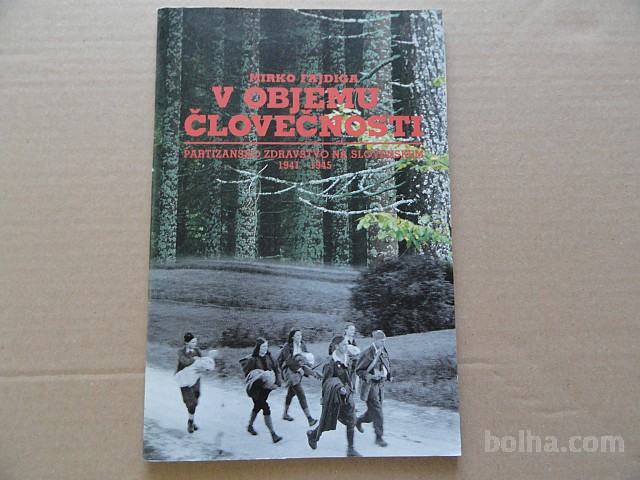 MIRKO FAJDIGA
V OBJEMU
ČLOVEČNOSTI
PARTIZANSKO ZDRAVSTVO NA SLOVENSKEM
1941 - 1945
bolha.com